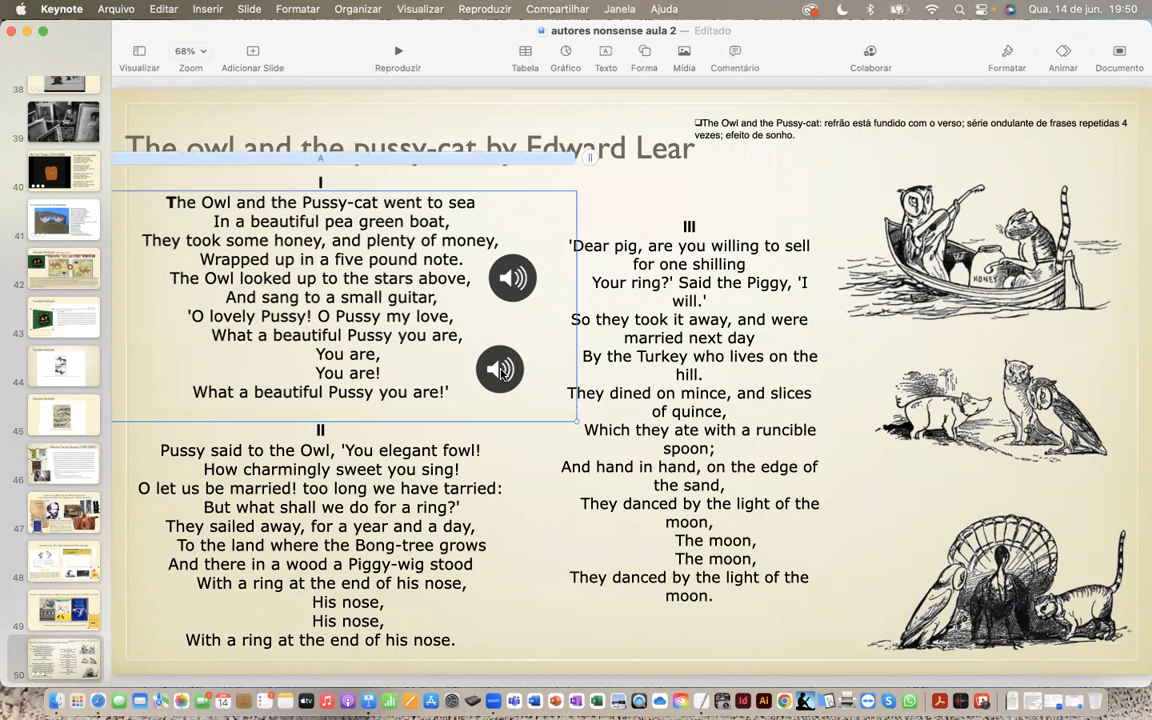 Keynote Arquivo Editar Inserir Slide Formatar Organizar Visualizar Reproduzir Compartilhar Janela Ajuda Qua. 14 de jun. 19:50
autores nonsense aula 2 — Editado
68%
Visualizar Zoom Adicionar Slide Reproduzir Tabela Gráfico Texto Forma Mídia Comentário Colaborar Formatar Animar Documento
38
39
40
41
42
43
44
45
46
47
48
49
50
The owl and the pussy-cat by Edward Lear
❑The Owl and the Pussy-cat: refrão está fundido com o verso; série ondulante de frases repetidas 4
vezes; efeito de sonho.
A
I
The Owl and the Pussy-cat went to sea
In a beautiful pea green boat,
They took some honey, and plenty of money,
Wrapped up in a five pound note.
The Owl looked up to the stars above,
And sang to a small guitar,
'O lovely Pussy! O Pussy my love,
What a beautiful Pussy you are,
You are,
You are!
What a beautiful Pussy you are!'
II
Pussy said to the Owl, 'You elegant fowl!
How charmingly sweet you sing!
O let us be married! too long we have tarried:
But what shall we do for a ring?'
They sailed away, for a year and a day,
To the land where the Bong-tree grows
And there in a wood a Piggy-wig stood
With a ring at the end of his nose,
His nose,
His nose,
With a ring at the end of his nose.
III
'Dear pig, are you willing to sell
for one shilling
Your ring?' Said the Piggy, 'I
will.'
So they took it away, and were
married next day
By the Turkey who lives on the
hill.
They dined on mince, and slices
of quince,
Which they ate with a runcible
spoon;
And hand in hand, on the edge of
the sand,
They danced by the light of the
moon,
The moon,
The moon,
They danced by the light of the
moon.
HONEY